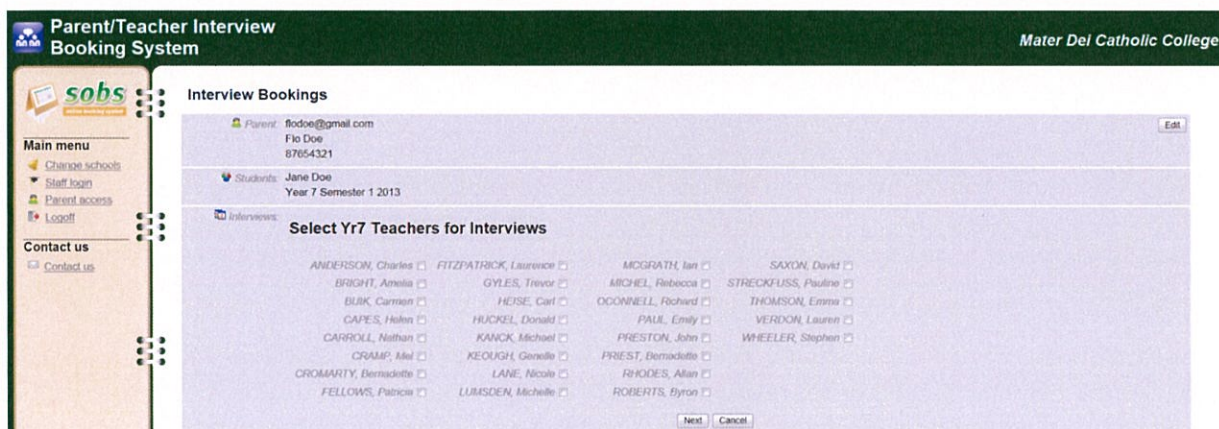 Parent/Teacher Interview
Booking System
Mater Dei Catholic College
sobs
Main menu
Change schools
Staff login
Parent access
Logoff
Contact us
Contact us
Interview Bookings
Parent: flodoe@gmail.com
Edit
Flo Doe
87654321
Students: Jane Doe
Year 7 Semester 1 2013
Interviews:
Select Yr7 Teachers for Interviews
ANDERSON, Charles FITZPATRICK, Laurence MCGRATH, Ian SAXON, David
BRIGHT, Amelia GYLES, Trevor MICHEL, Rebecca STRECKFUSS, Pauline
BUIK, Carmen HEISE, Carl OCONNELL, Richard THOMSON, Emma
CAPES, Helen HUCKEL, Donald PAUL, Emily VERDON, Lauren
CARROLL, Nathan KANCK, Michael PRESTON, John WHEELER, Stephen
CRAMP, Mel KEOUGH, Genelle PRIEST, Bernadette
CROMARTY, Bernadette LANE, Nicole RHODES, Allan
FELLOWS, Patricia LUMSDEN, Michelle ROBERTS, Byron
Next Cancel